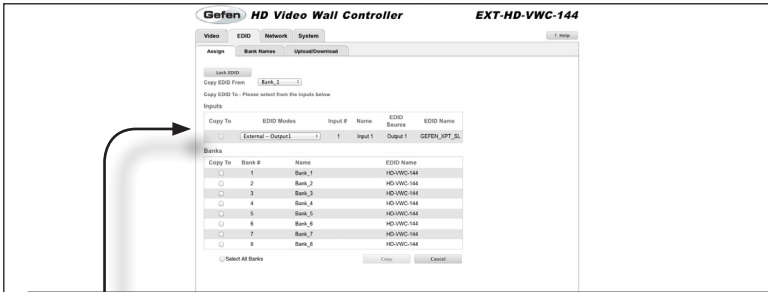 Gefen HD Video Wall Controller EXT-HD-VWC-144
Video EDID Network System ? Help
Assign Bank Names Upload/Download
Lock EDID
Copy EDID From Bank_1
Copy EDID To - Please select from the inputs below
Inputs
Copy To EDID Modes Input # Name EDID Source EDID Name
External - Output1 1 Input 1 Output 1 GEFEN_XPT_SL
Banks
Copy To Bank # Name EDID Name
1 Bank_1 HD-VWC-144
2 Bank_2 HD-VWC-144
3 Bank_3 HD-VWC-144
4 Bank_4 HD-VWC-144
5 Bank_5 HD-VWC-144
6 Bank_6 HD-VWC-144
7 Bank_7 HD-VWC-144
8 Bank_8 HD-VWC-144
Select All Banks Copy Cancel